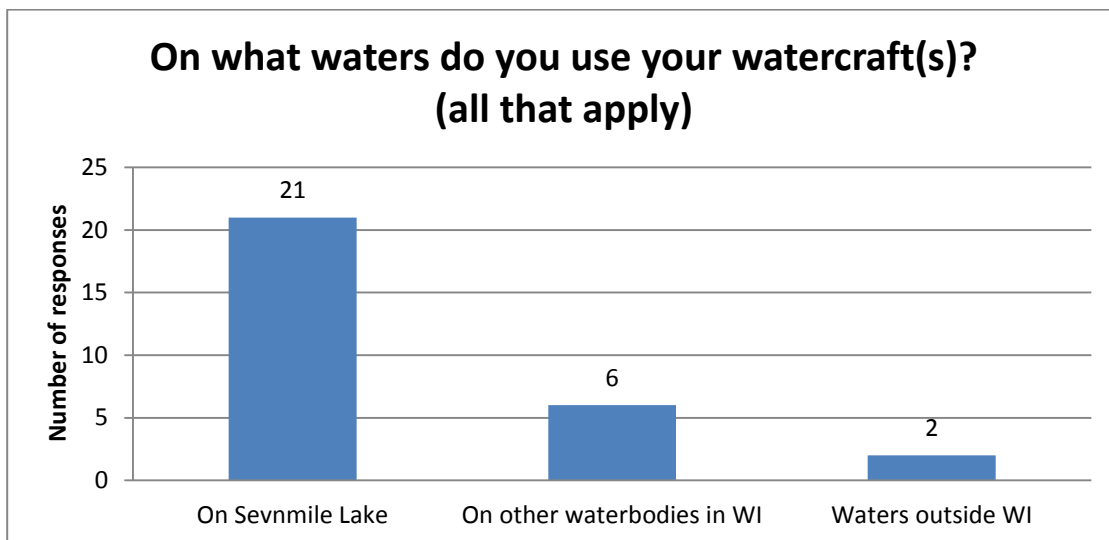 On what waters do you use your watercraft(s)?
(all that apply)
Number of responses
25
20
15
10
5
0
21
6
2
On Sevnmile Lake
On other waterbodies in WI
Waters outside WI